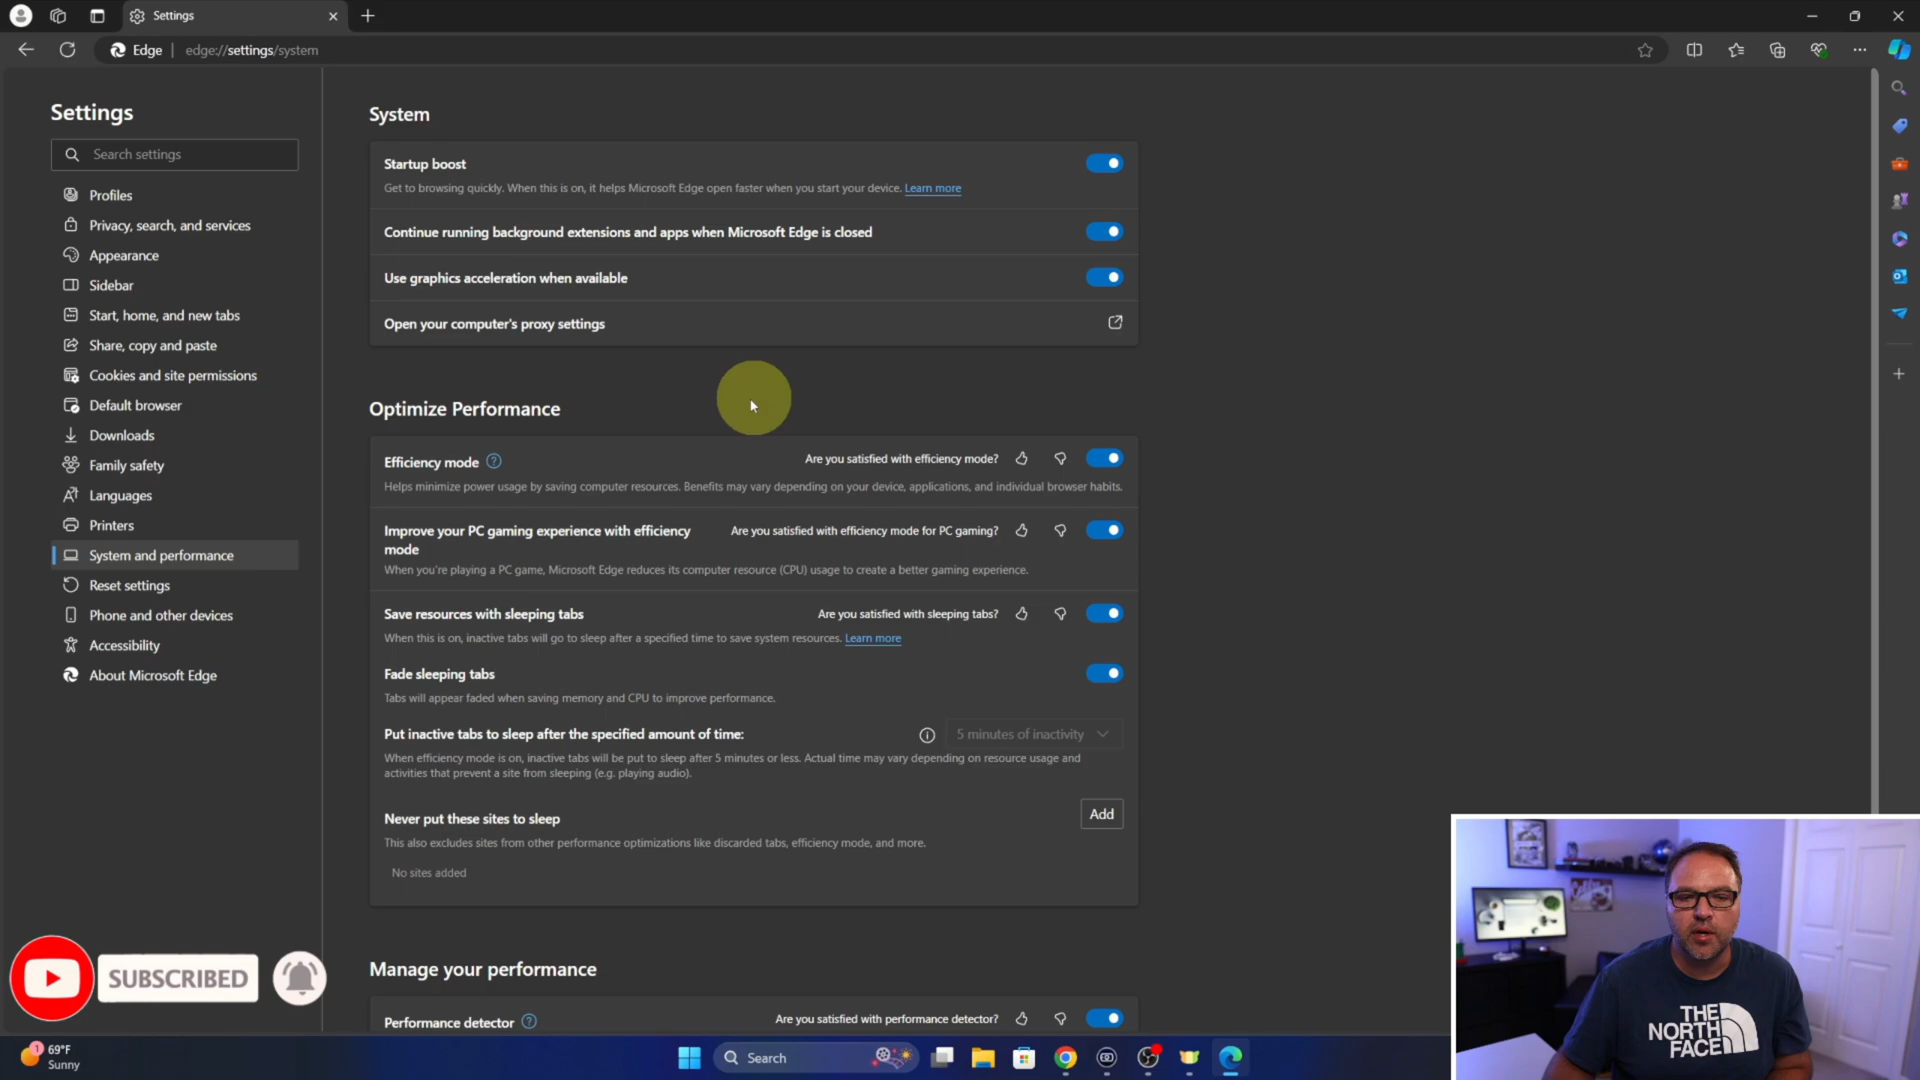 Settings
Edge | edge://settings/system
Settings
Search settings
Profiles
Privacy, search, and services
Appearance
Sidebar
Start, home, and new tabs
Share, copy and paste
Cookies and site permissions
Default browser
Downloads
Family safety
Languages
Printers
System and performance
Reset settings
Phone and other devices
Accessibility
About Microsoft Edge
System
Startup boost
Get to browsing quickly. When this is on, it helps Microsoft Edge open faster when you start your device. Learn more
Continue running background extensions and apps when Microsoft Edge is closed
Use graphics acceleration when available
Open your computer's proxy settings
Optimize Performance
Efficiency mode Are you satisfied with efficiency mode?
Helps minimize power usage by saving computer resources. Benefits may vary depending on your device, applications, and individual browser habits.
Improve your PC gaming experience with efficiency Are you satisfied with efficiency mode for PC gaming?
mode
When you're playing a PC game, Microsoft Edge reduces its computer resource (CPU) usage to create a better gaming experience.
Save resources with sleeping tabs Are you satisfied with sleeping tabs?
When this is on, inactive tabs will go to sleep after a specified time to save system resources. Learn more
Fade sleeping tabs
Tabs will appear faded when saving memory and CPU to improve performance.
Put inactive tabs to sleep after the specified amount of time: 5 minutes of inactivity
When efficiency mode is on, inactive tabs will be put to sleep after 5 minutes or less. Actual time may vary depending on resource usage and
activities that prevent a site from sleeping (e.g. playing audio).
Never put these sites to sleep Add
This also excludes sites from other performance optimizations like discarded tabs, efficiency mode, and more.
No sites added
Manage your performance
Performance detector Are you satisfied with performance detector?
SUBSCRIBED
THE
NORTH
FACE
1
69°F
Sunny
Search